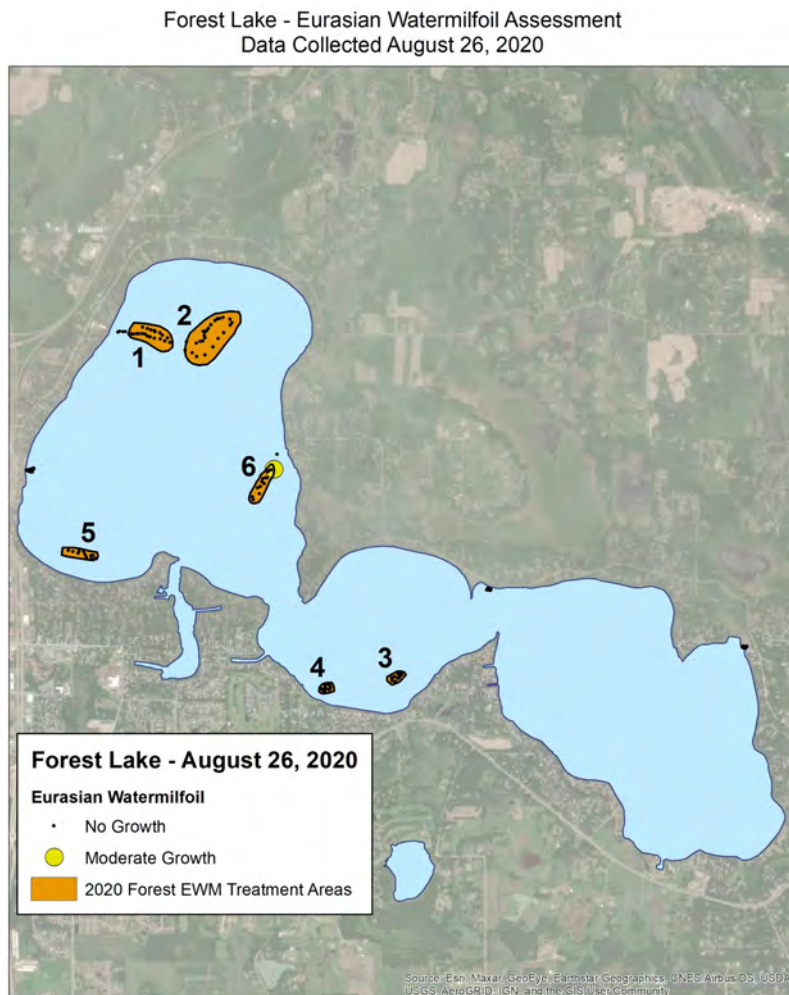 Forest Lake - Eurasian Watermilfoil Assessment
Data Collected August 26, 2020
2
1
6
5
3
4
Forest Lake - August 26, 2020
Eurasian Watermilfoil
No Growth
Moderate Growth
2020 Forest EWM Treatment Areas
Source: Esri, Maxar, GeoEye, Earthstar Geographics, CNES/Airbus DS, USDA,
USGS, AeroGRID, IGN, and the GIS User Community